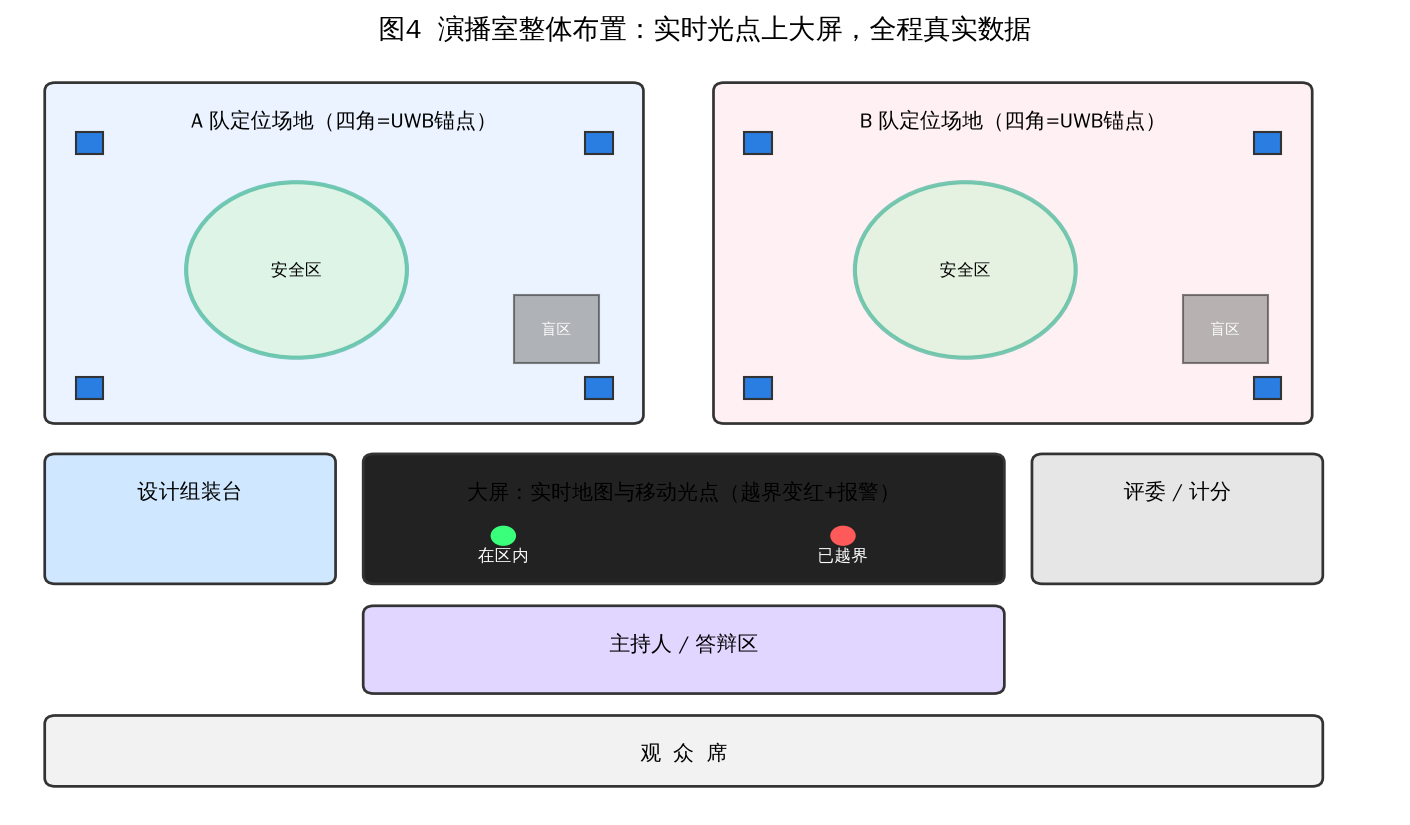 图4 演播室整体布置：实时光点上大屏，全程真实数据
A 队定位场地（四角=UWB锚点）
B 队定位场地（四角=UWB锚点）
安全区
安全区
盲区
盲区
设计组装台
大屏：实时地图与移动光点（越界变红+报警）
评委 / 计分
在区内
已越界
主持人 / 答辩区
观 众 席